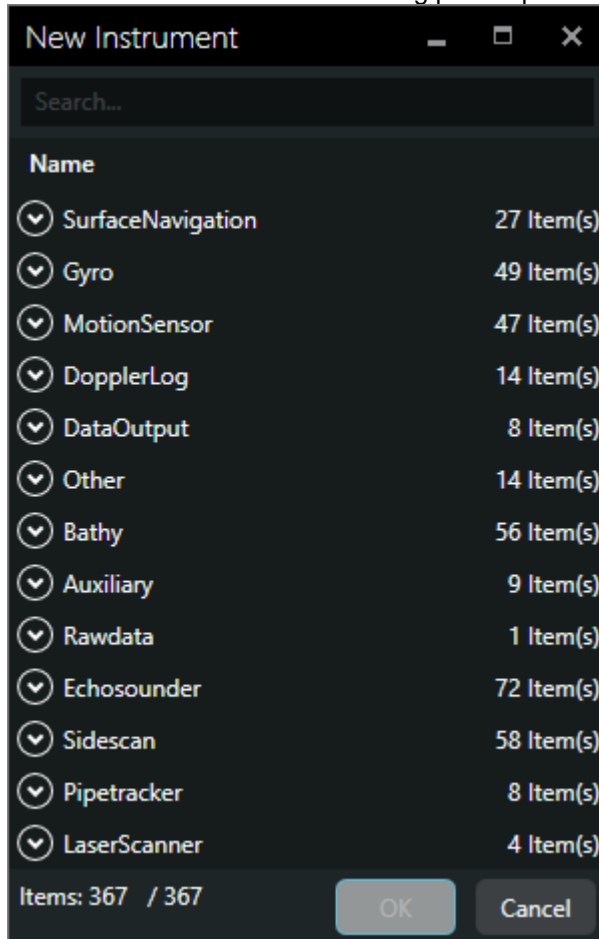 New Instrument
Search...
Name
SurfaceNavigation 27 Item(s)
Gyro 49 Item(s)
MotionSensor 47 Item(s)
DopplerLog 14 Item(s)
DataOutput 8 Item(s)
Other 14 Item(s)
Bathy 56 Item(s)
Auxiliary 9 Item(s)
Rawdata 1 Item(s)
Echosounder 72 Item(s)
Sidescan 58 Item(s)
Pipetracker 8 Item(s)
LaserScanner 4 Item(s)
Items: 367 / 367 OK Cancel